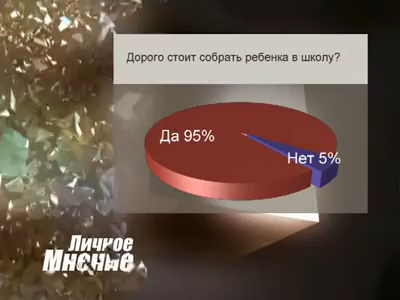 Дорого стоит собрать ребенка в школу?
Да 95%
Нет 5%
Личное
Мнение